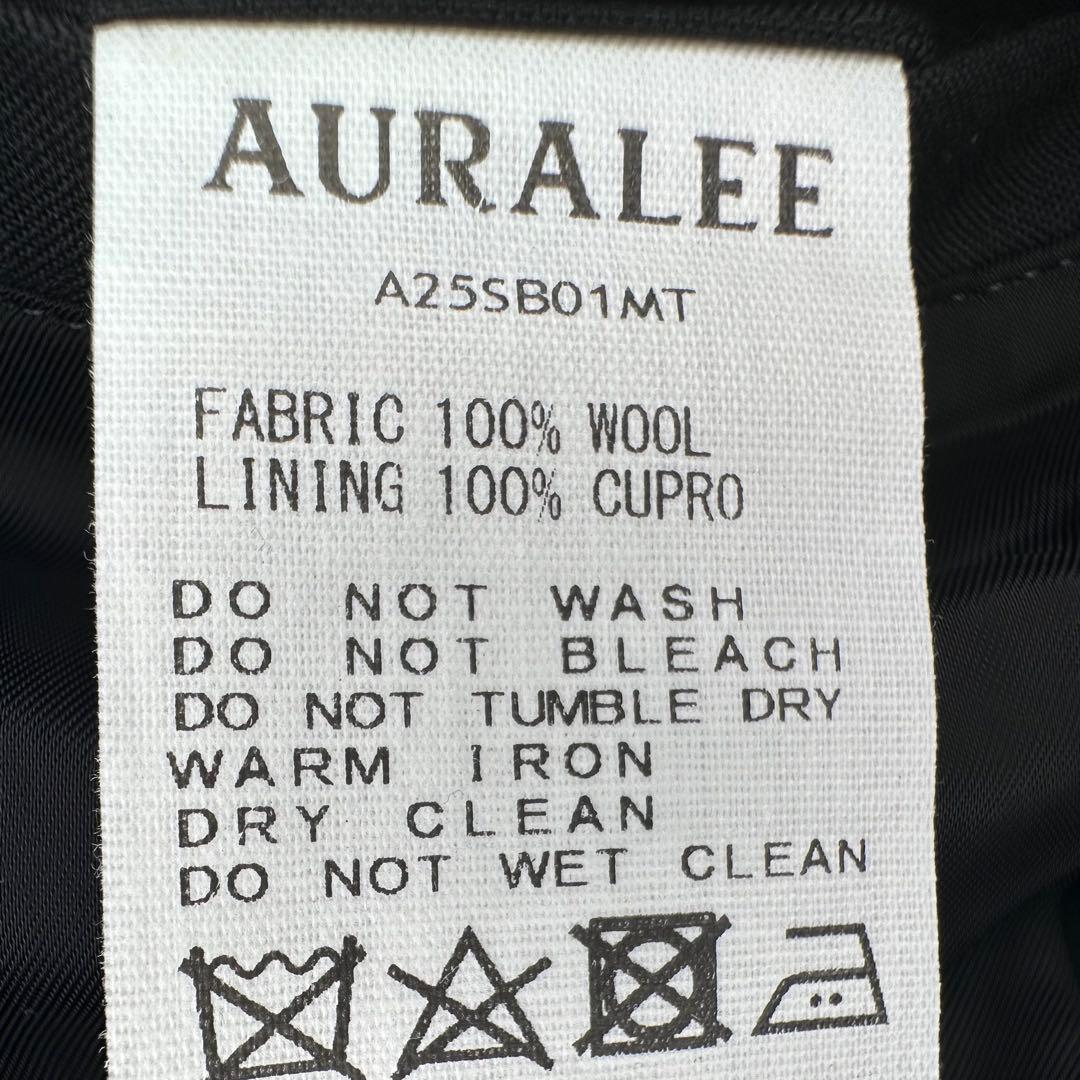 AURALEE
A25SB01MT
FABRIC 100% WOOL
LINING 100% CUPRO
DO NOT WASH
DO NOT BLEACH
DO NOT TUMBLE DRY
WARM IRON
DRY CLEAN
DO NOT WET CLEAN